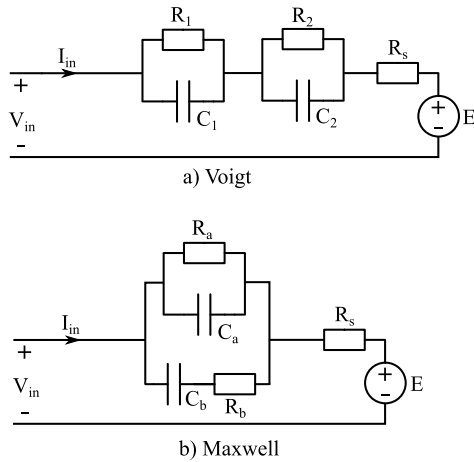 R1 R2
Iin Rs
+
Vin C1 C2 + E
-
-
a) Voigt
Ra
Iin Ca Rs
+
Vin Cb Rb + E
-
-
b) Maxwell